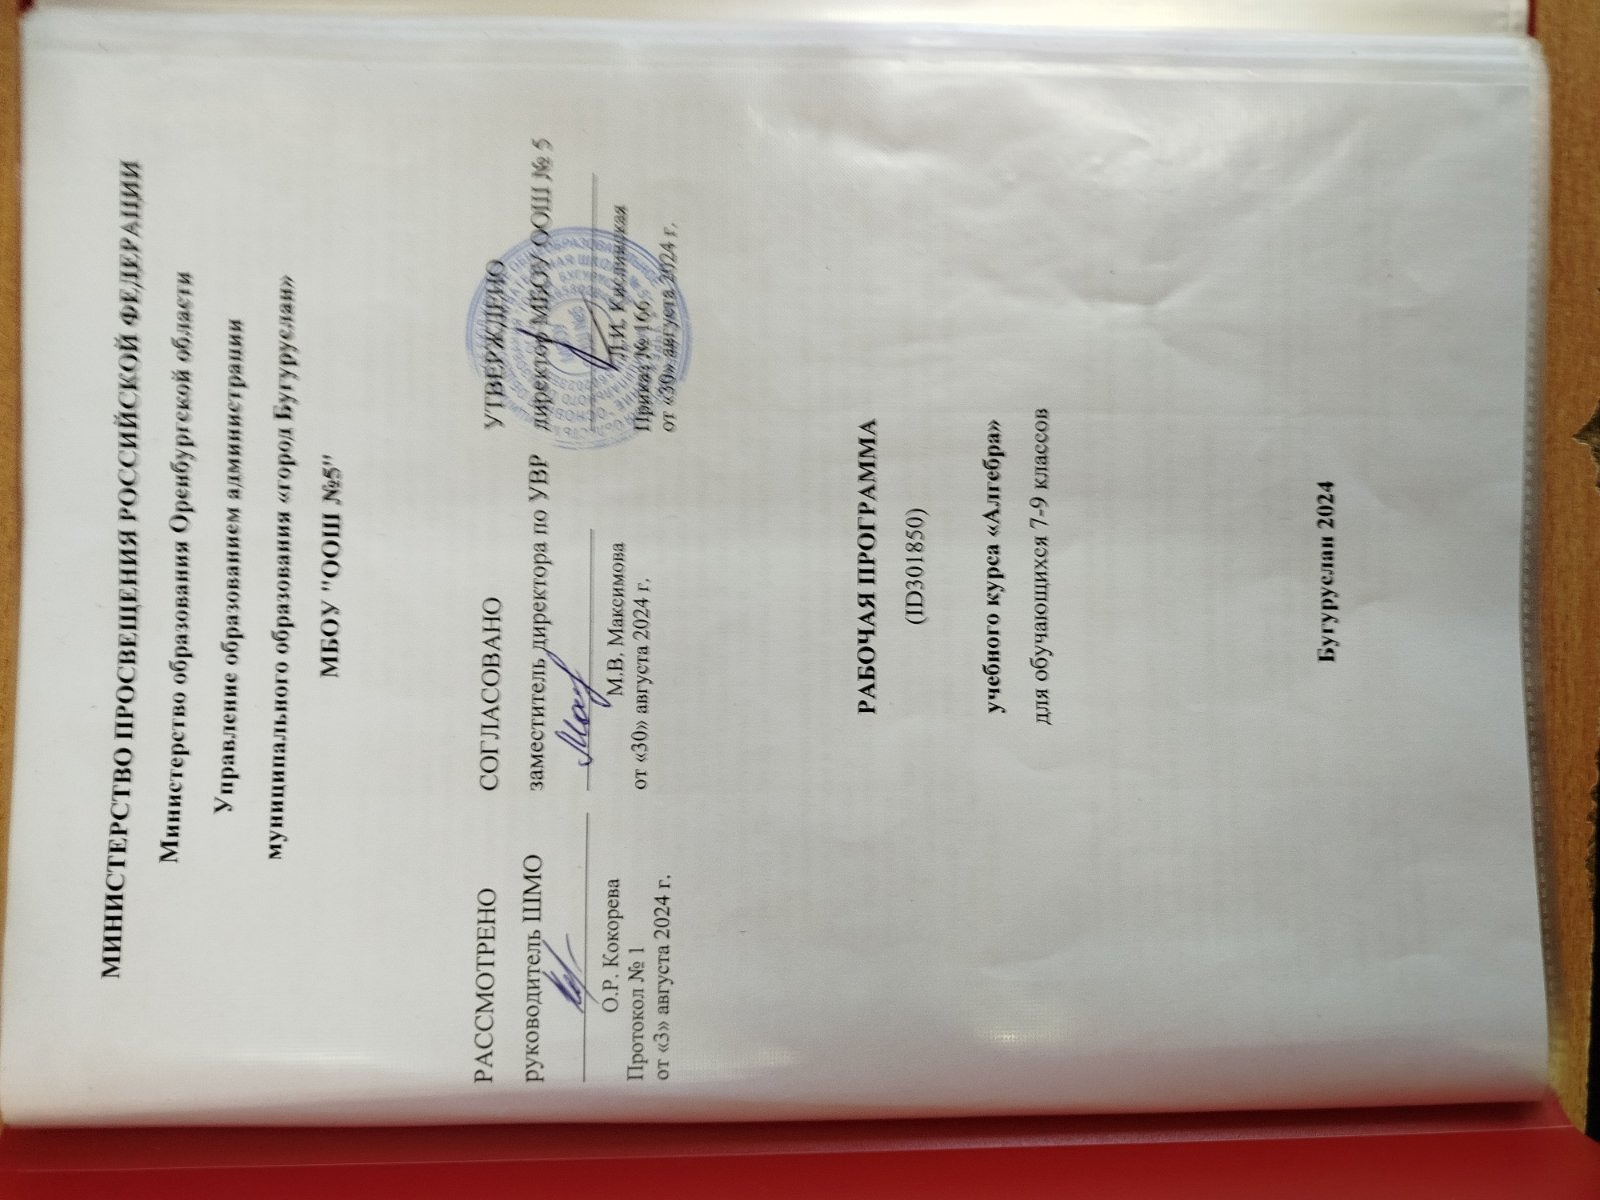 МИНИСТЕРСТВО ПРОСВЕЩЕНИЯ РОССИЙСКОЙ ФЕДЕРАЦИИ
Министерство образования Оренбургской области
Управление образованием администрации
муниципального образования «город Бугуруслан»
МБОУ "ООШ №5"
РАССМОТРЕНО
руководитель ШМО
О.Р. Кокорева
Протокол № 1
от «3» августа 2024 г.
СОГЛАСОВАНО
заместитель директора по УВР
М.В. Максимова
от «30» августа 2024 г.
УТВЕРЖДЕНО
директор МБОУ ООШ № 5
Л.И. Кислинская
Приказ № 166
от «30» августа 2024 г.
РАБОЧАЯ ПРОГРАММА
(ID301850)
учебного курса «Алгебра»
для обучающихся 7-9 классов
Бугуруслан 2024